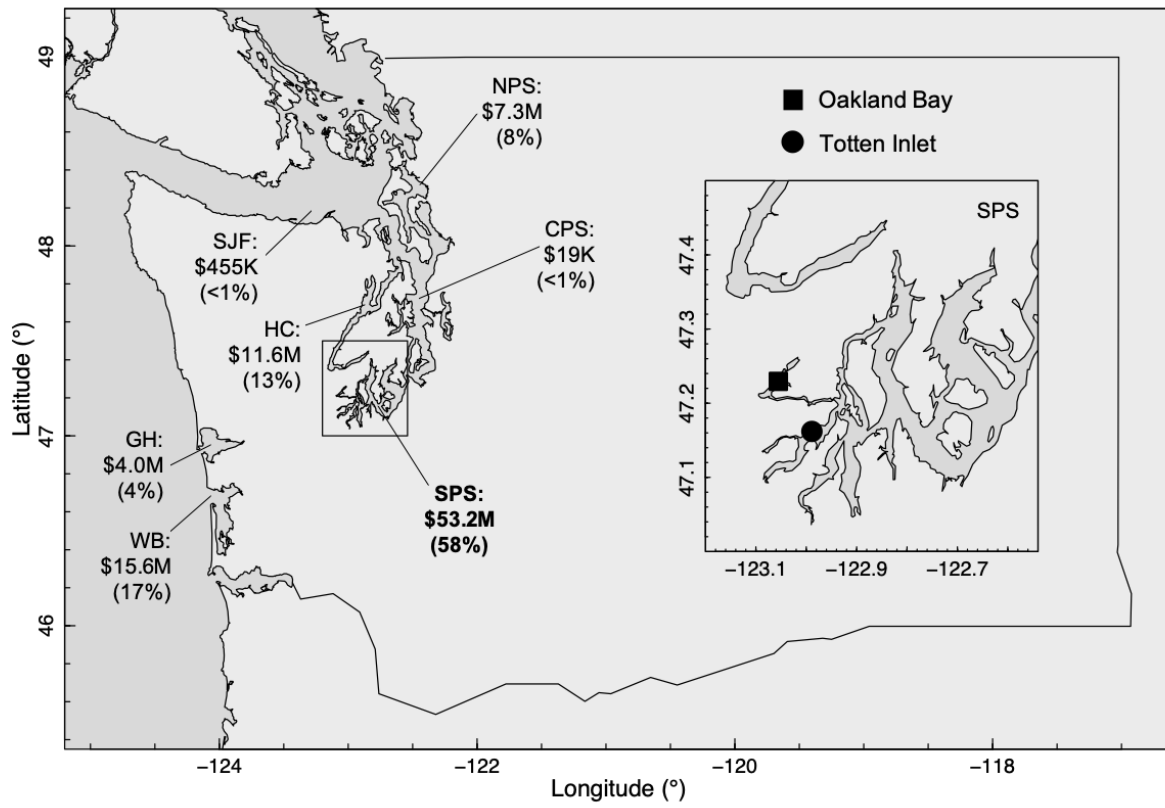 NPS:
$7.3M
(8%)
Oakland Bay
Totten Inlet
SPS
SJF:
$455K
(<1%)
CPS:
$19K
(<1%)
HC:
$11.6M
(13%)
GH:
$4.0M
(4%)
WB:
$15.6M
(17%)
SPS:
$53.2M
(58%)
47.4
47.3
47.2
47.1
−123.1
−122.9
−122.7
49
48
47
46
Latitude (°)
−124
−122
−120
−118
Longitude (°)